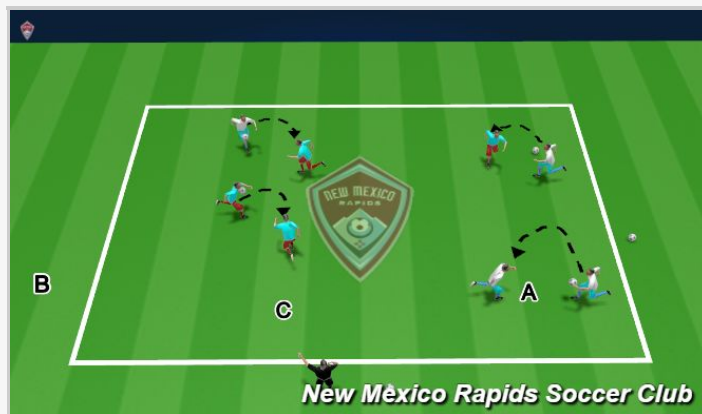 NEW MEXICO
RAPIDS
A
B
C
New Mexico Rapids Soccer Club